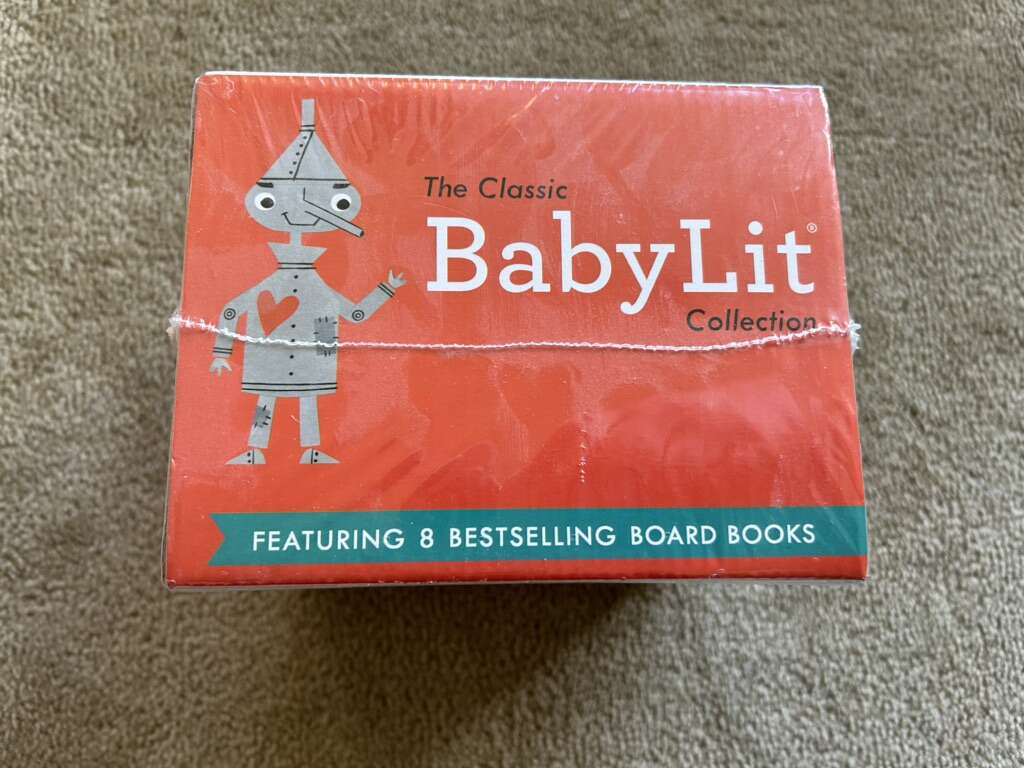 The Classic
BabyLit®
Collection
FEATURING 8 BESTSELLING BOARD BOOKS